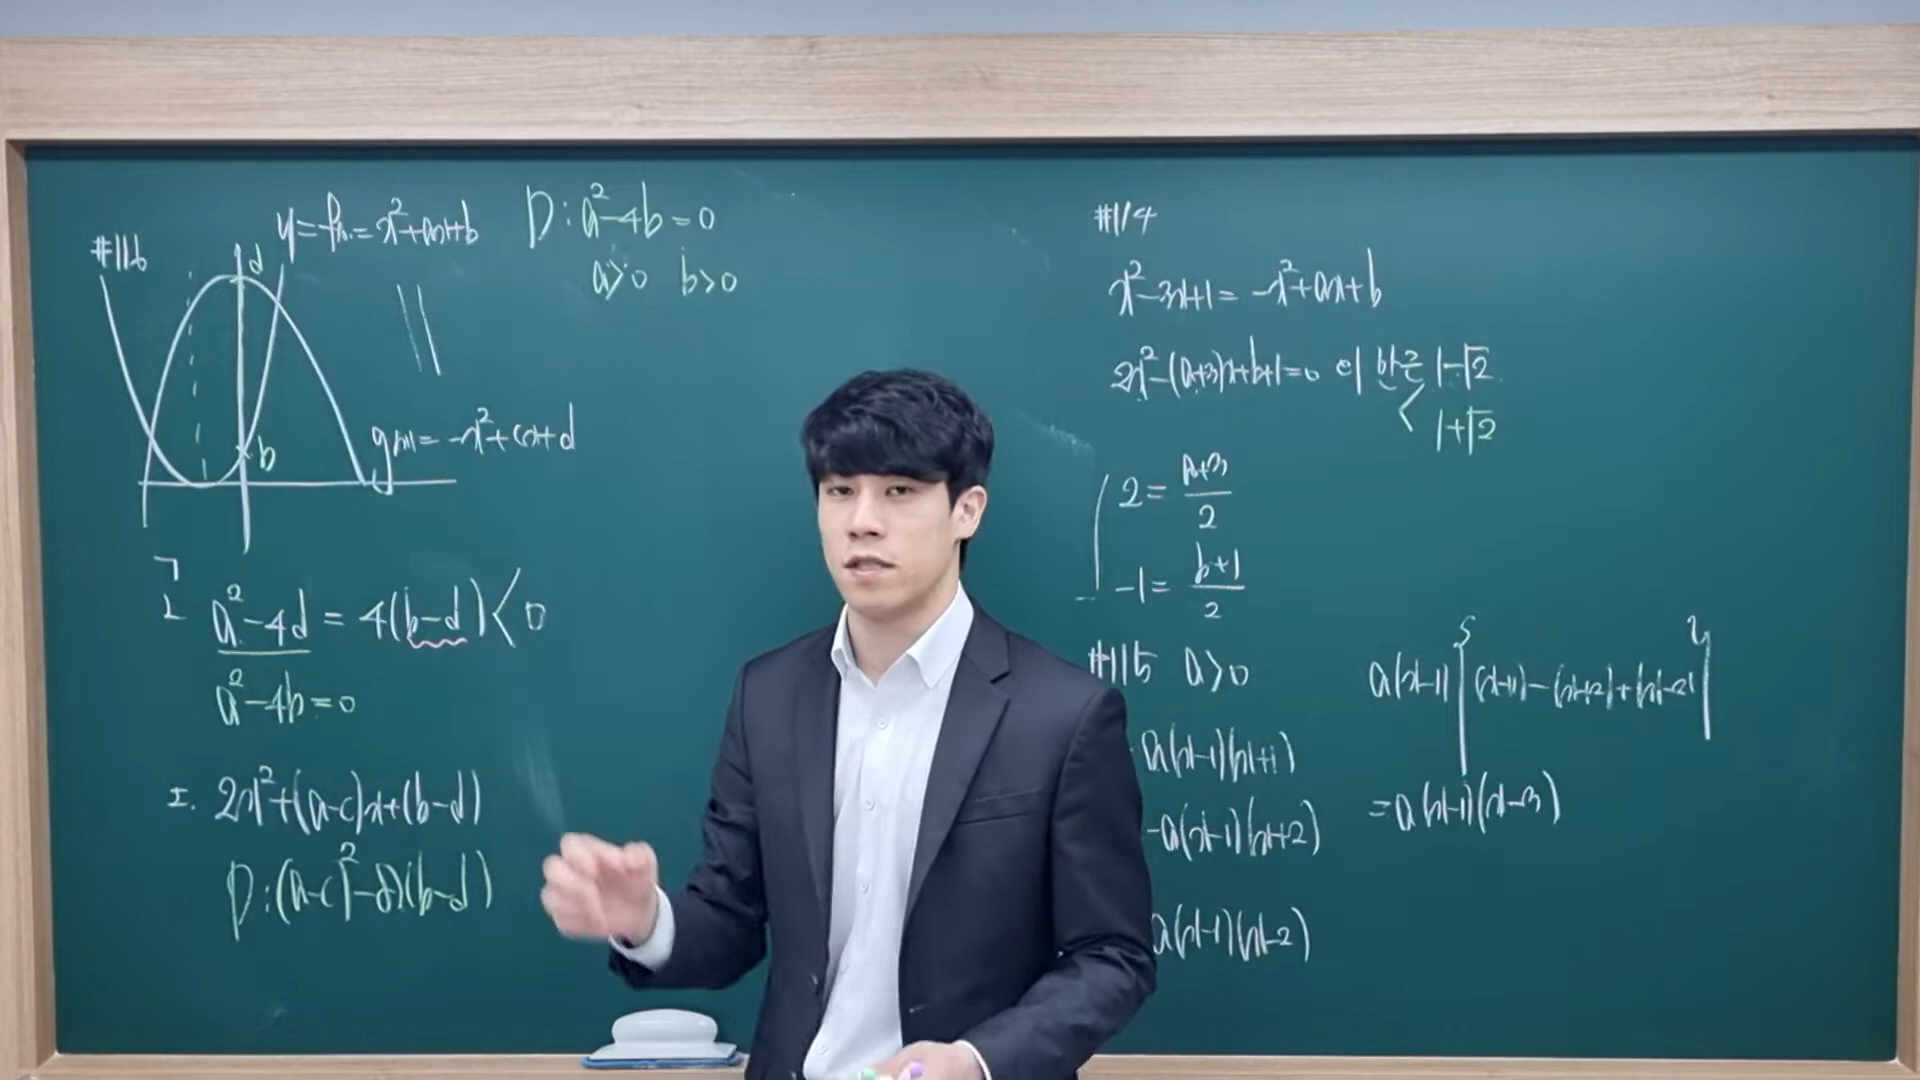 #116
y=f(x)=x²+ax+b
D:a²-4b=0
a>0 b>0
d
b
g(x)=-x²+cx+d
ㄱ
ㄴ a²-4d=4(b-d)<0
a²-4b=0
ㄷ. 2x²+(a-c)x+(b-d)
D:(a-c)²-8(b-d)
#114
x²-3x+1=-x²+ax+b
2x²-(a+3)x+b+1=0 이 한근 1-√2
1+√2
2=(a+3)/2
-1=(b+1)/2
#115 a>0
a(x-1)(x+1)
-a(x-1)(x+2)
a(x-1)(x-2)
a(x-1){(x+1)-(x+2)+(x-2)}
=a(x-1)(x-3)